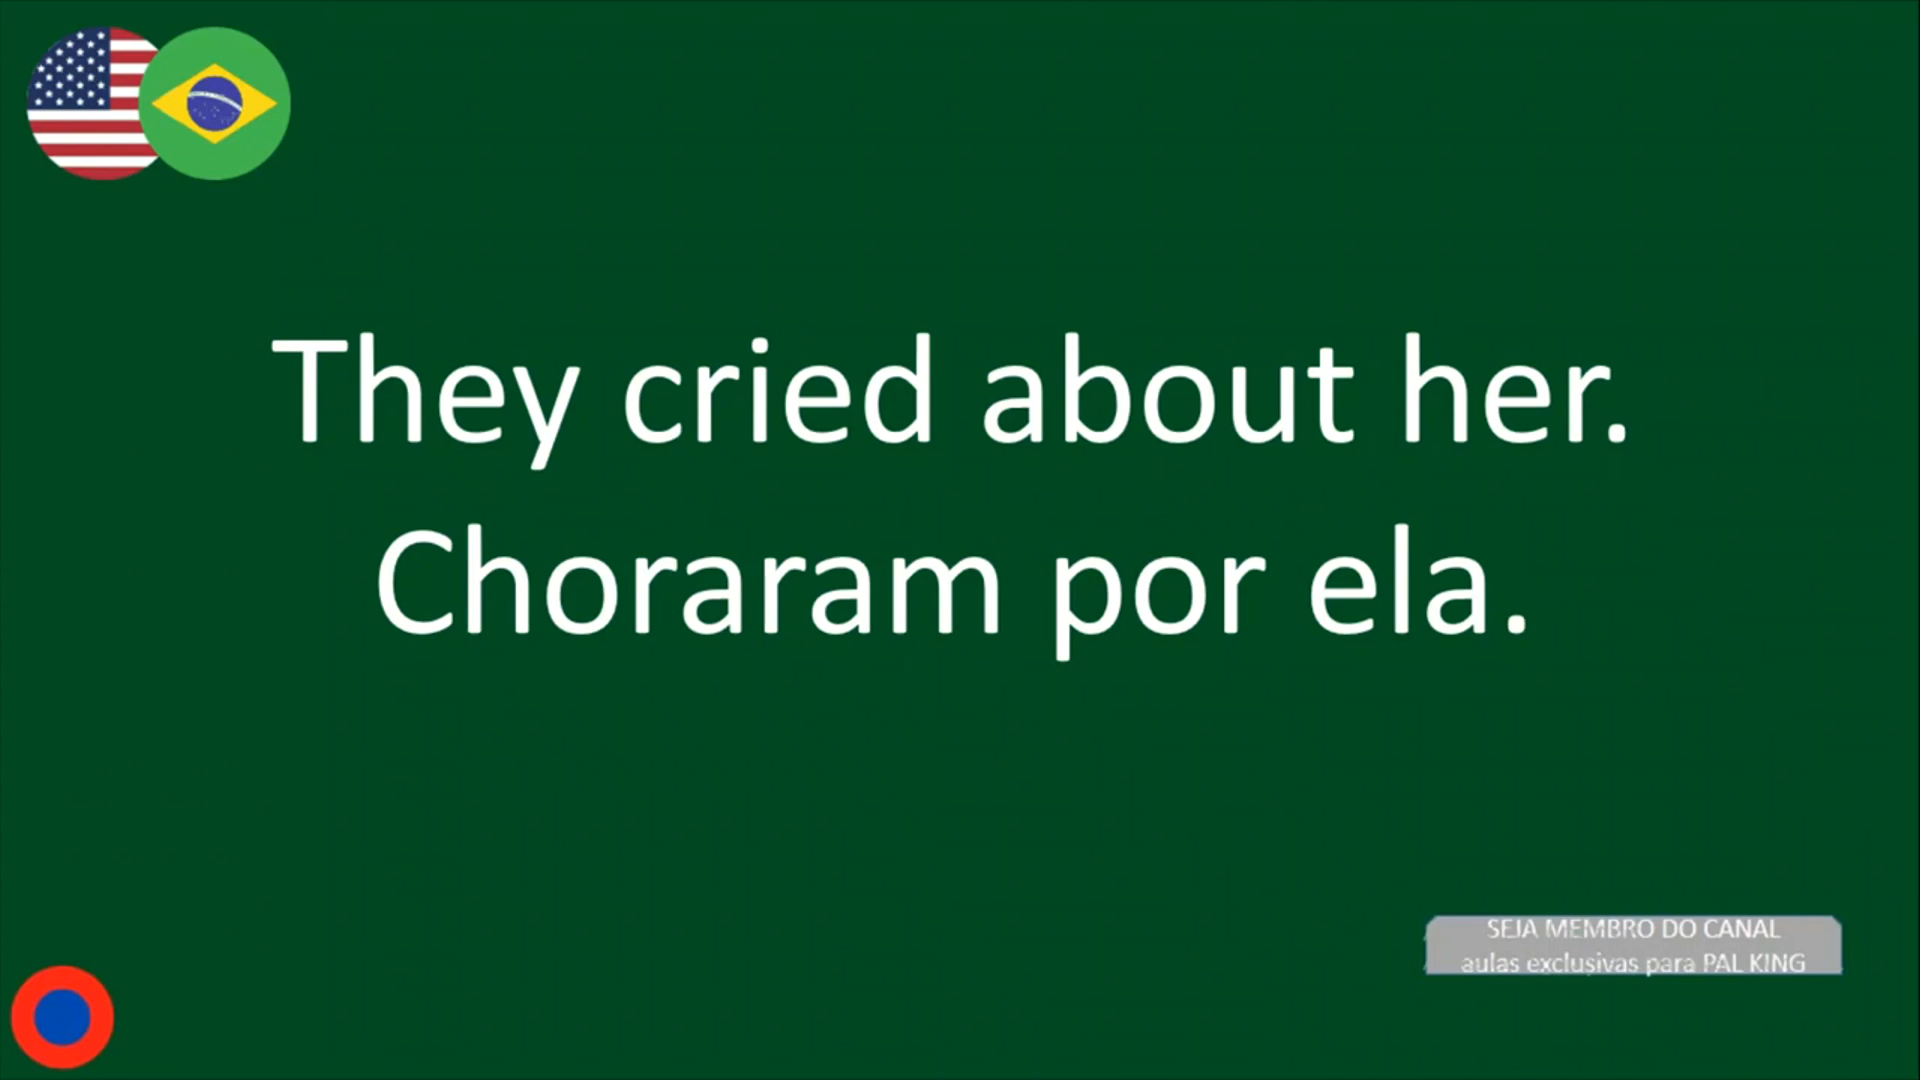 They cried about her.
Choraram por ela.
SEJA MEMBRO DO CANAL
aulas exclusivas para PAL KING